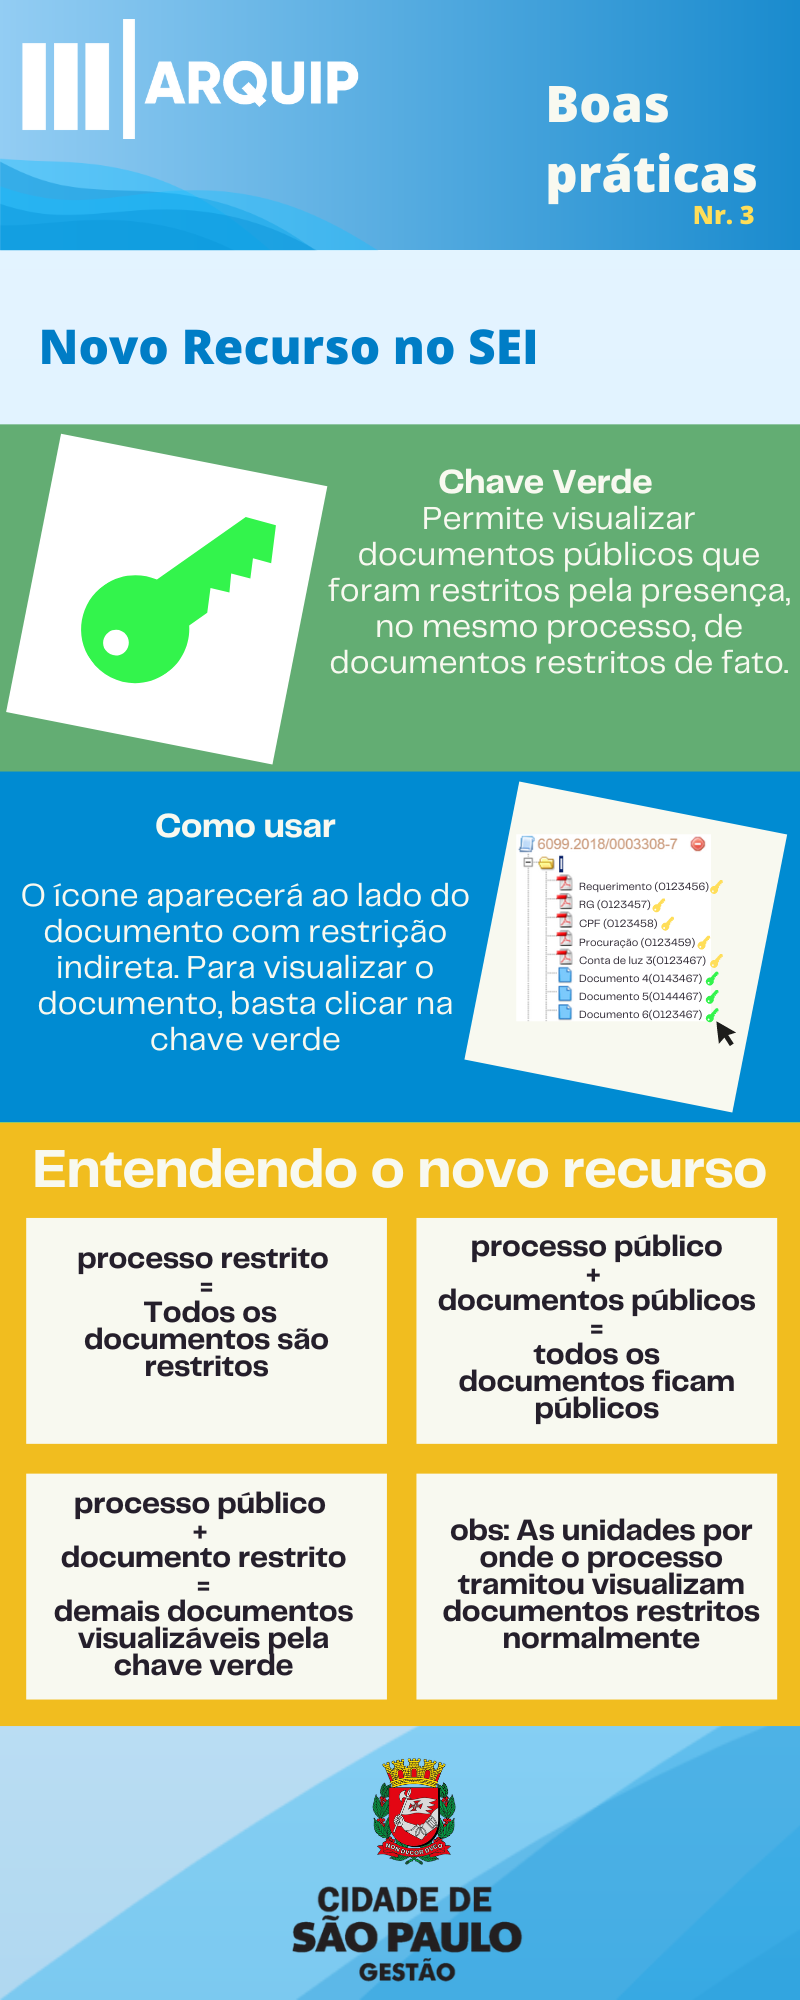 ARQUIP
Boas
práticas
Nr. 3
Novo Recurso no SEI
Chave Verde
Permite visualizar
documentos públicos que
foram restritos pela presença,
no mesmo processo, de
documentos restritos de fato.
Como usar
O ícone aparecerá ao lado do
documento com restrição
indireta. Para visualizar o
documento, basta clicar na
chave verde
6099.2018/0003308-7
I
Requerimento (0123456)
RG (0123457)
CPF (0123458)
Procuração (0123459)
Conta de luz 3(0123467)
Documento 4(0143467)
Documento 5(0144467)
Documento 6(0123467)
Entendendo o novo recurso
processo restrito
=
Todos os
documentos são
restritos
processo público
+
documentos públicos
=
todos os
documentos ficam
públicos
processo público
+
documento restrito
=
demais documentos
visualizáveis pela
chave verde
obs: As unidades por
onde o processo
tramitou visualizam
documentos restritos
normalmente
NON DVCOR DVCO
CIDADE DE
SÃO PAULO
GESTÃO